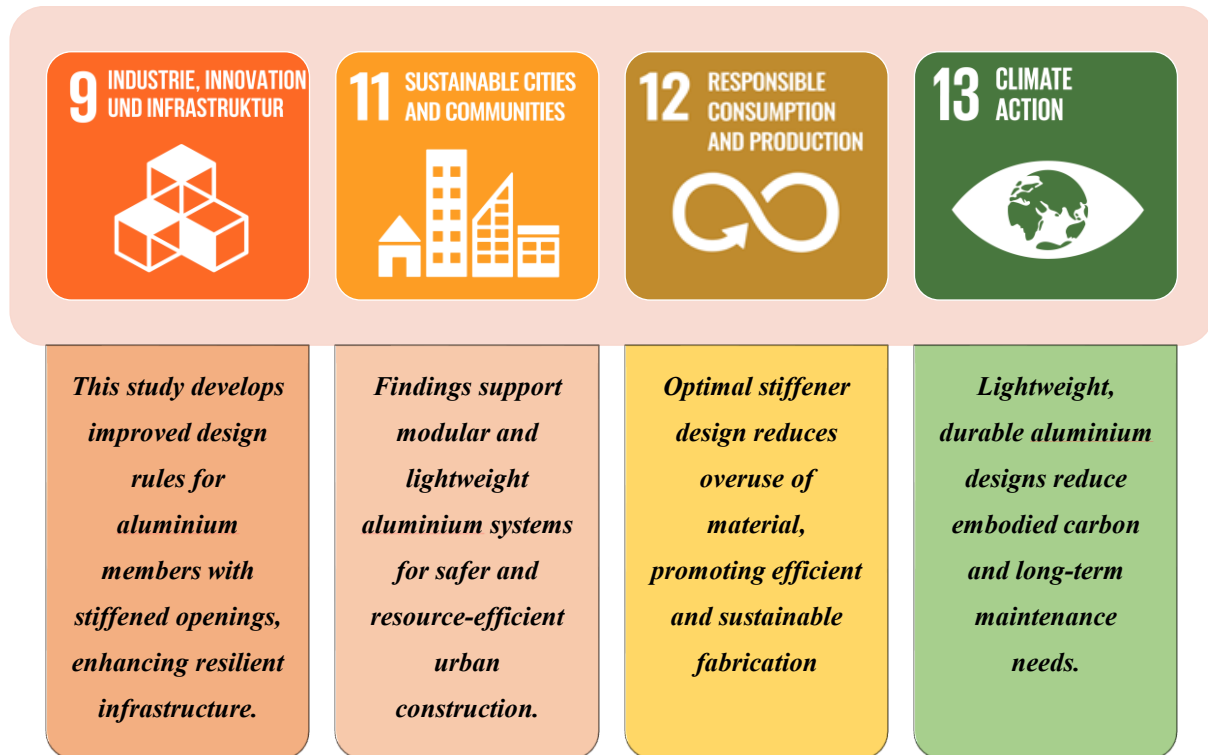 9 INDUSTRIE, INNOVATION
UND INFRASTRUKTUR
11 SUSTAINABLE CITIES
AND COMMUNITIES
12 RESPONSIBLE
CONSUMPTION
AND PRODUCTION
13 CLIMATE
ACTION
This study develops
improved design
rules for
aluminium
members with
stiffened openings,
enhancing resilient
infrastructure.
Findings support
modular and
lightweight
aluminium systems
for safer and
resource-efficient
urban
construction.
Optimal stiffener
design reduces
overuse of
material,
promoting efficient
and sustainable
fabrication
Lightweight,
durable aluminium
designs reduce
embodied carbon
and long-term
maintenance
needs.